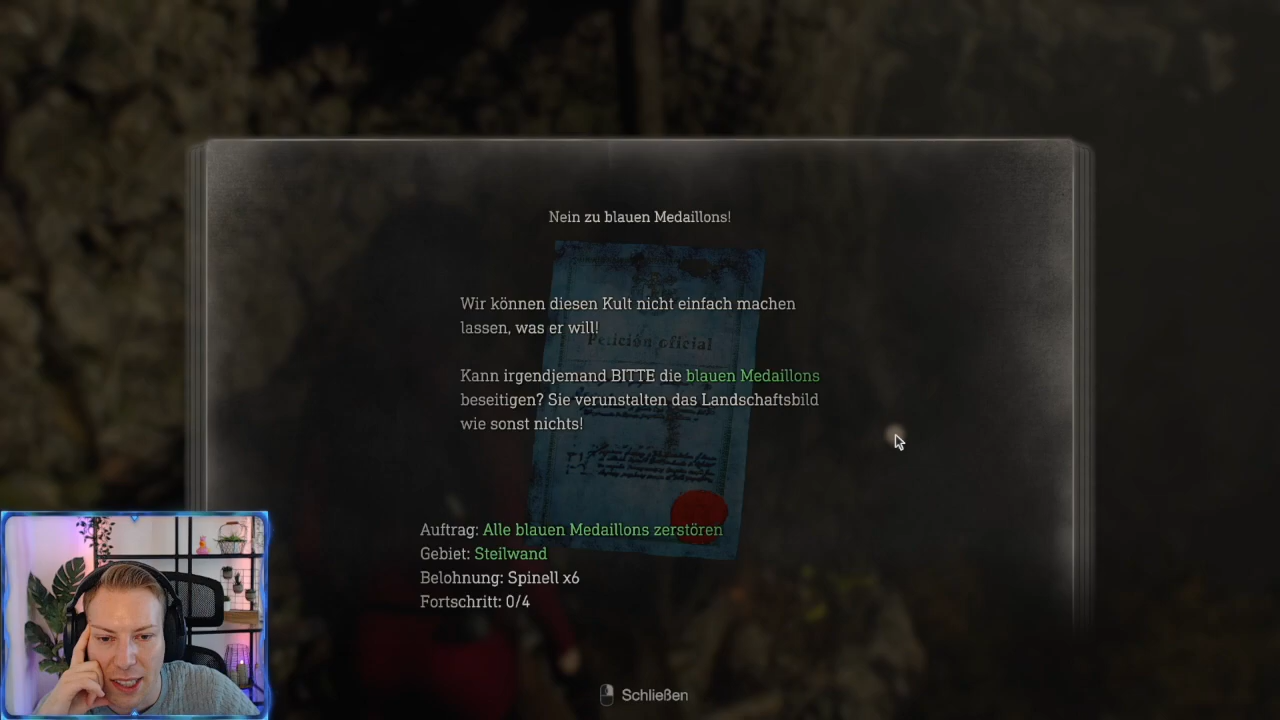 Nein zu blauen Medaillons!
Wir können diesen Kult nicht einfach machen
lassen, was er will!
Petición oficial
Kann irgendjemand BITTE die blauen Medaillons
beseitigen? Sie verunstalten das Landschaftsbild
wie sonst nichts!
Auftrag: Alle blauen Medaillons zerstören
Gebiet: Steilwand
Belohnung: Spinell x6
Fortschritt: 0/4
Schließen